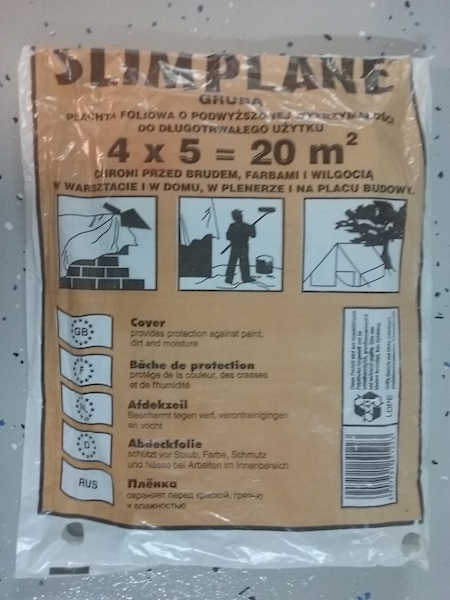 SLIMPLANE
GRUBA
PŁACHTA FOLIOWA O PODWYŻSZONEJ WYTRZYMAŁOŚCI
DO DŁUGOTRWAŁEGO UŻYTKU
4 x 5 = 20 m²
CHRONI PRZED BRUDEM, FARBAMI I WILGOCIĄ
W WARSZTACIE I W DOMU, W PLENERZE I NA PLACU BUDOWY.
GB
Cover
provides protection against paint,
dirt and moisture
F
Bâche de protection
protége de la couleur, des crasses
et de l'humidité
Afdekzeil
Beschermt tegen verf, verontreinigingen
en vocht
D
Abdeckfolie
schützt vor Staub, Farbe, Schmutz
und Nässe bei Arbeiten im Innenbereich
RUS
Плёнка
охраняет перед краской, грязью
и влажностью
LDPE